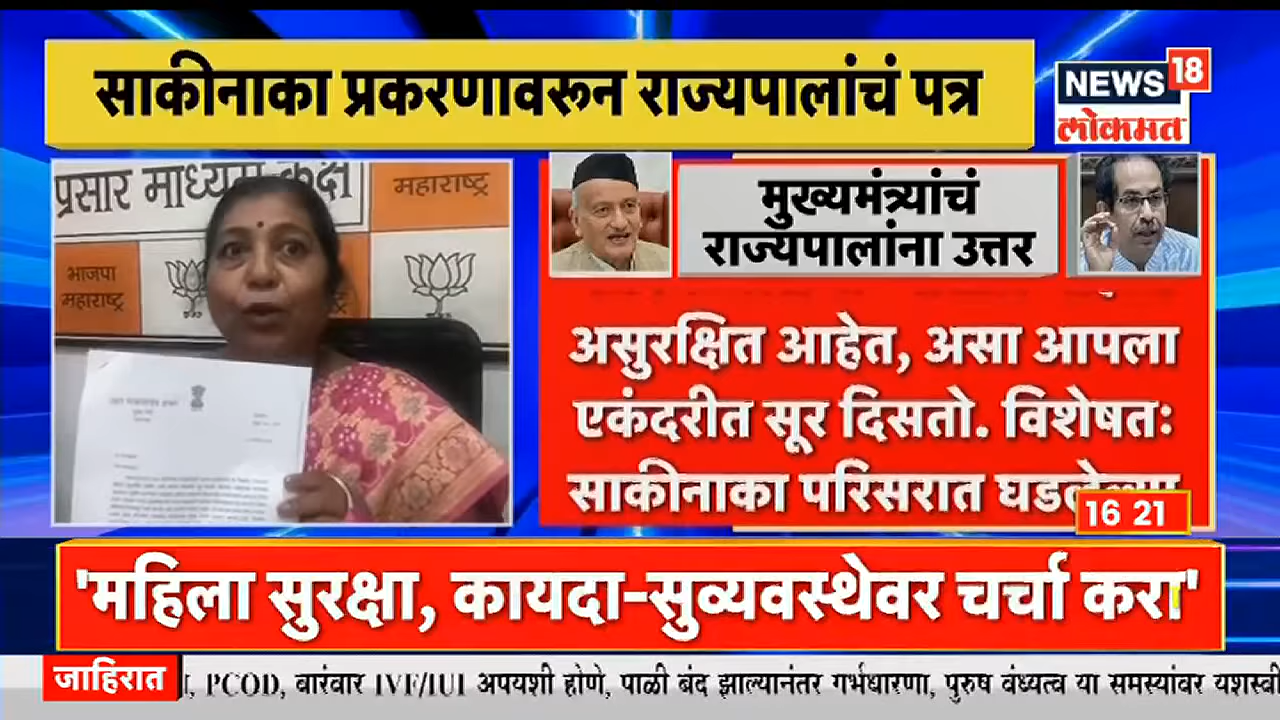 साकीनाका प्रकरणावरून राज्यपालांचं पत्र
NEWS 18
लोकमत
प्रसार माध्यम कक्ष
महाराष्ट्र
भाजपा
महाराष्ट्र
मुख्यमंत्र्यांचं
राज्यपालांना उत्तर
असुरक्षित आहेत, असा आपला
एकंदरीत सूर दिसतो. विशेषतः
साकीनाका परिसरात घडलेल्या
16 21
'महिला सुरक्षा, कायदा-सुव्यवस्थेवर चर्चा करा'
जाहिरात
, PCOD, वारंवार IVF/IUI अपयशी होणे, पाळी बंद झाल्यानंतर गर्भधारणा, पुरुष वंध्यत्व या समस्यांवर यशस्वी